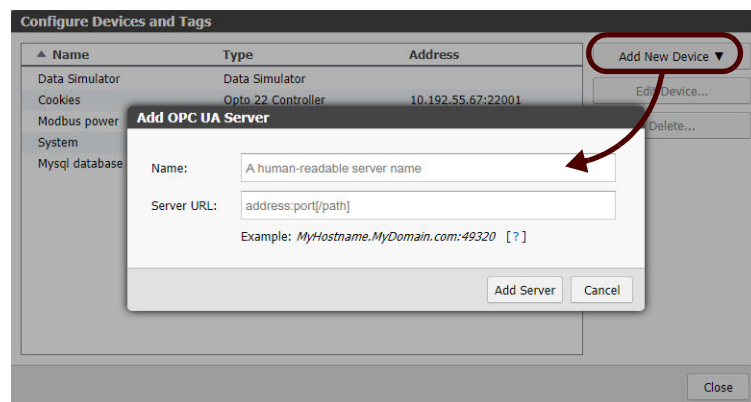 Configure Devices and Tags
▲ Name Type Address
Add New Device ▼
Data Simulator Data Simulator
Cookies Opto 22 Controller 10.192.55.67:22001
Edit Device...
Modbus power
Delete...
System
Mysql database
Add OPC UA Server
Name: A human-readable server name
Server URL: address:port[/path]
Example: MyHostname.MyDomain.com:49320 [?]
Add Server Cancel
Close